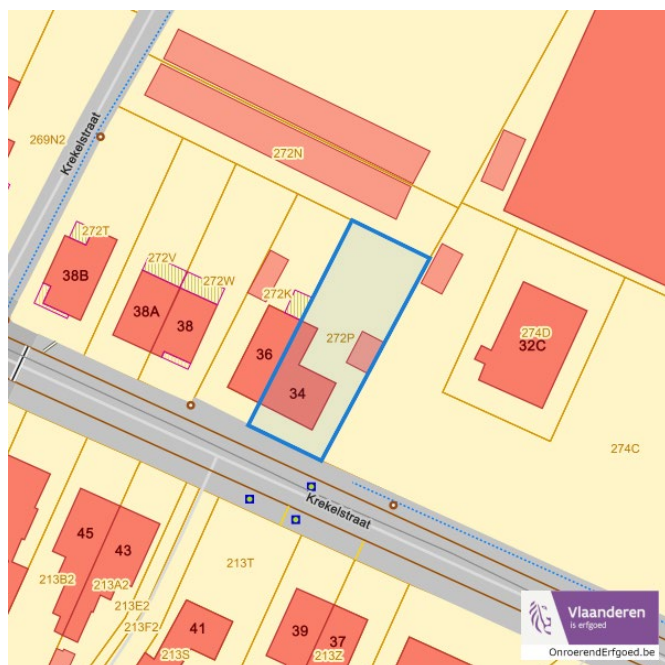 Krekelstraat
269N2
272N
272T
38B
272V
272W
38A
38
272K
36
272P
34
274D
32C
274C
Krekelstraat
45
43
213B2
213A2
213E2
213F2
213T
41
213S
39
37
213Z
Vlaanderen
is erfgoed
OnroerendErfgoed.be